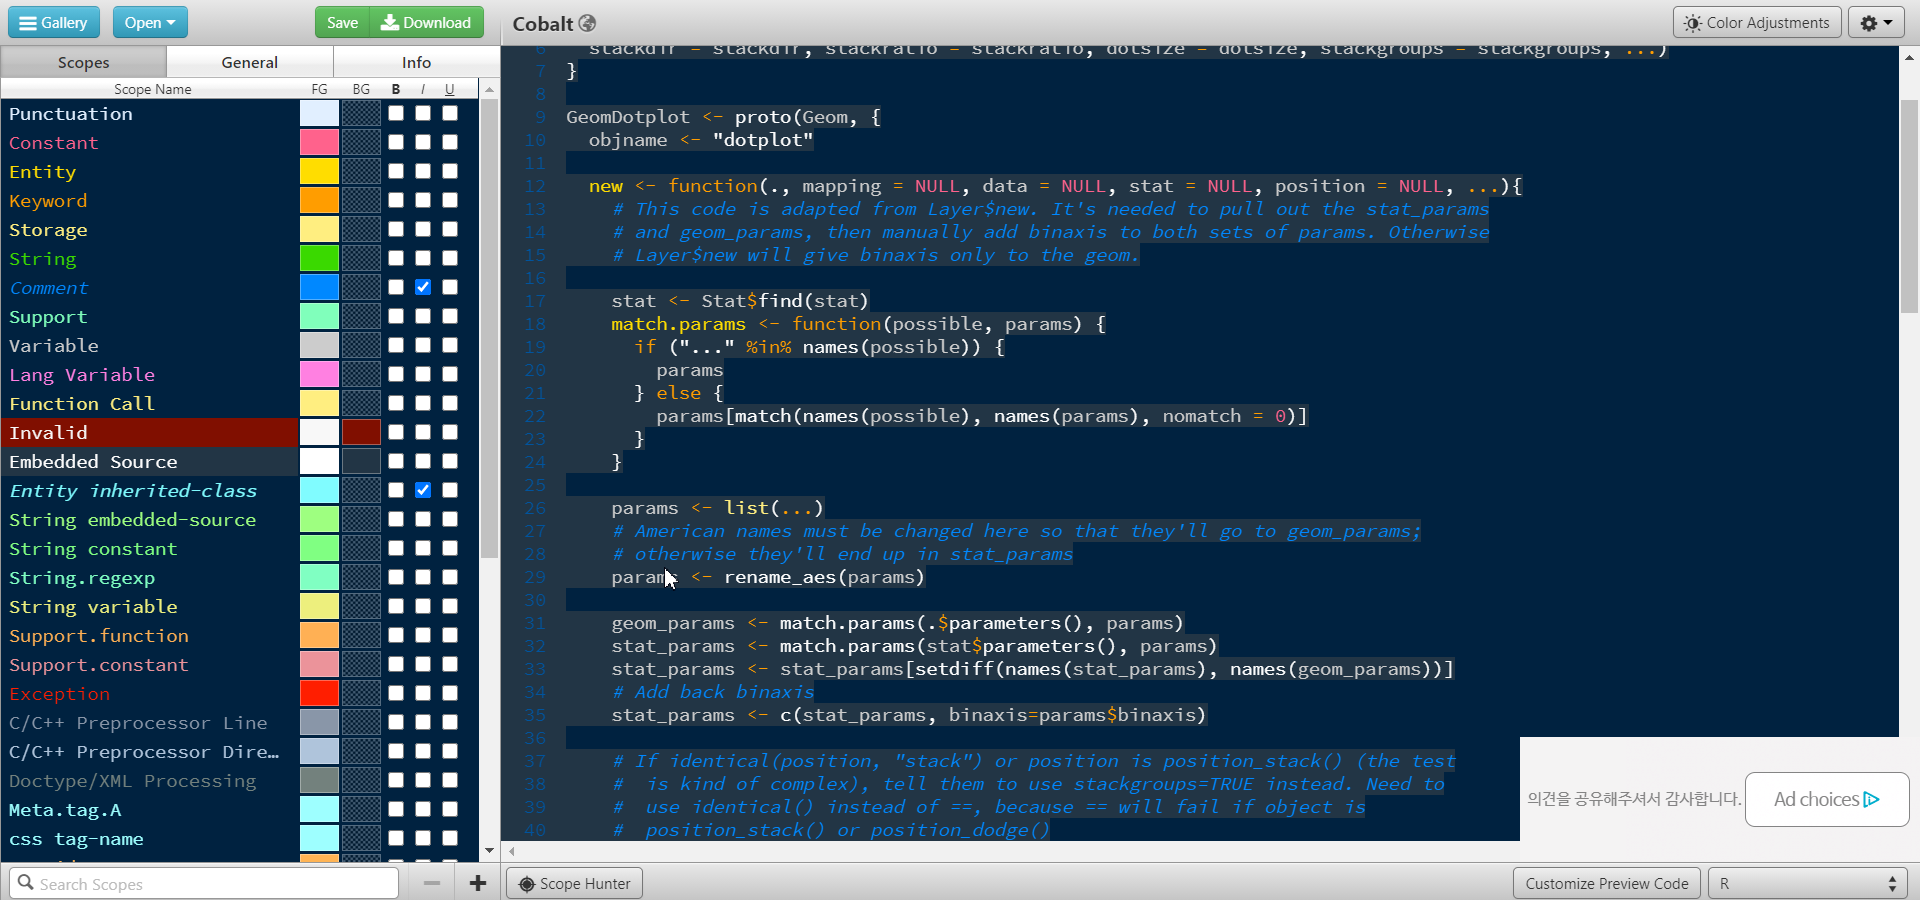 Gallery Open Save Download Cobalt Color Adjustments
Scopes General Info
Scope Name FG BG B I U
Punctuation
Constant
Entity
Keyword
Storage
String
Comment
Support
Variable
Lang Variable
Function Call
Invalid
Embedded Source
Entity inherited-class
String embedded-source
String constant
String.regexp
String variable
Support.function
Support.constant
Exception
C/C++ Preprocessor Line
C/C++ Preprocessor Dire…
Doctype/XML Processing
Meta.tag.A
css tag-name
Search Scopes
6 stackdir = stackdir, stackratio = stackratio, dotsize = dotsize, stackgroups = stackgroups, ...)
7 }
8
9 GeomDotplot <- proto(Geom, {
10 objname <- "dotplot"
11
12 new <- function(., mapping = NULL, data = NULL, stat = NULL, position = NULL, ...){
13 # This code is adapted from Layer$new. It's needed to pull out the stat_params
14 # and geom_params, then manually add binaxis to both sets of params. Otherwise
15 # Layer$new will give binaxis only to the geom.
16
17 stat <- Stat$find(stat)
18 match.params <- function(possible, params) {
19 if ("..." %in% names(possible)) {
20 params
21 } else {
22 params[match(names(possible), names(params), nomatch = 0)]
23 }
24 }
25
26 params <- list(...)
27 # American names must be changed here so that they'll go to geom_params;
28 # otherwise they'll end up in stat_params
29 params <- rename_aes(params)
30
31 geom_params <- match.params(.$parameters(), params)
32 stat_params <- match.params(stat$parameters(), params)
33 stat_params <- stat_params[setdiff(names(stat_params), names(geom_params))]
34 # Add back binaxis
35 stat_params <- c(stat_params, binaxis=params$binaxis)
36
37 # If identical(position, "stack") or position is position_stack() (the test
38 # is kind of complex), tell them to use stackgroups=TRUE instead. Need to
39 # use identical() instead of ==, because == will fail if object is
40 # position_stack() or position_dodge()
의견을 공유해주셔서 감사합니다. Ad choices
Scope Hunter Customize Preview Code R